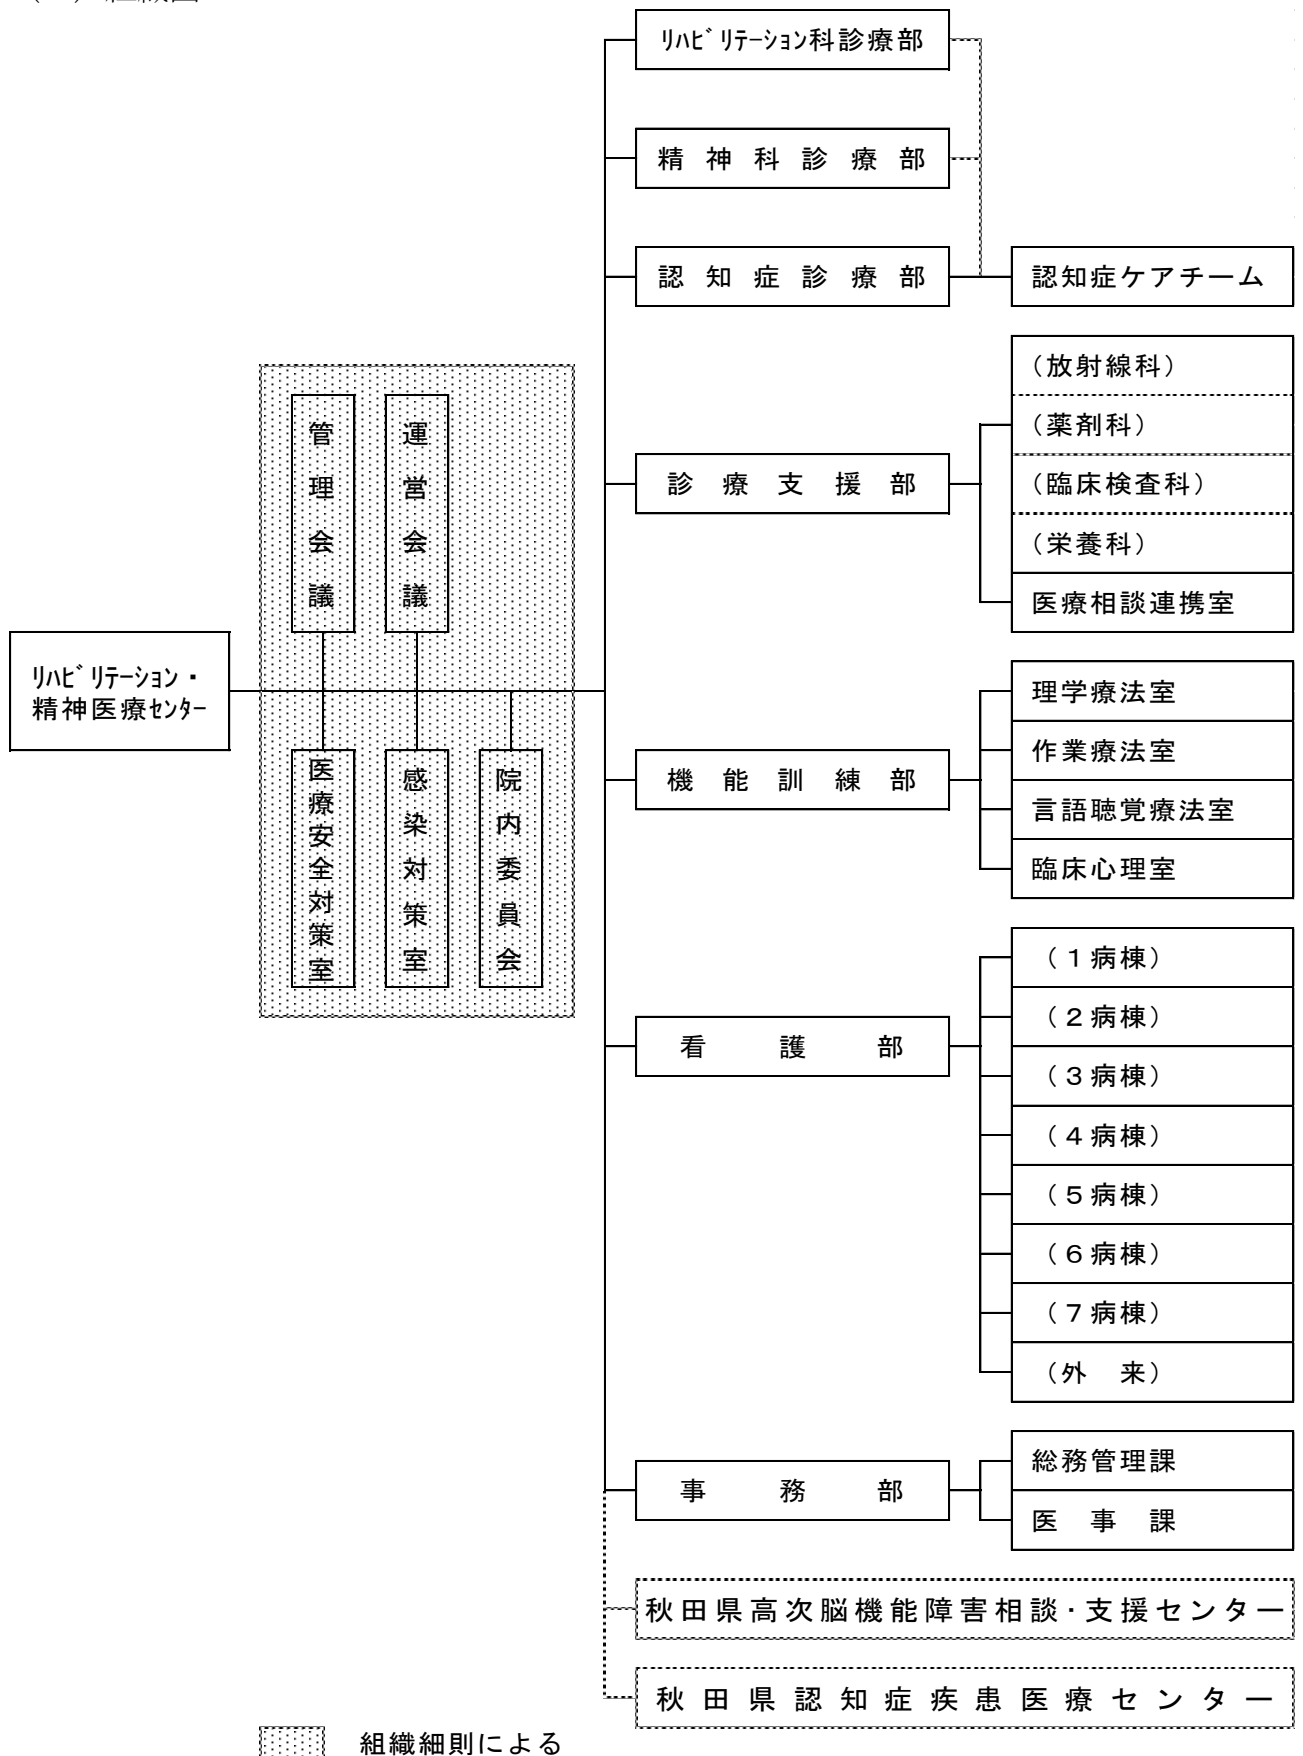 リハビリテーション科診療部
精神科診療部
認知症診療部
認知症ケアチーム
(放射線科)
(薬剤科)
(臨床検査科)
(栄養科)
医療相談連携室
診療支援部
管理会議
運営会議
リハビリテーション・
精神医療センター
医療安全対策室
感染対策室
院内委員会
機能訓練部
理学療法室
作業療法室
言語聴覚療法室
臨床心理室
看護部
(1病棟)
(2病棟)
(3病棟)
(4病棟)
(5病棟)
(6病棟)
(7病棟)
(外 来)
事務部
総務管理課
医事課
秋田県高次脳機能障害相談・支援センター
秋田県認知症疾患医療センター
組織細則による